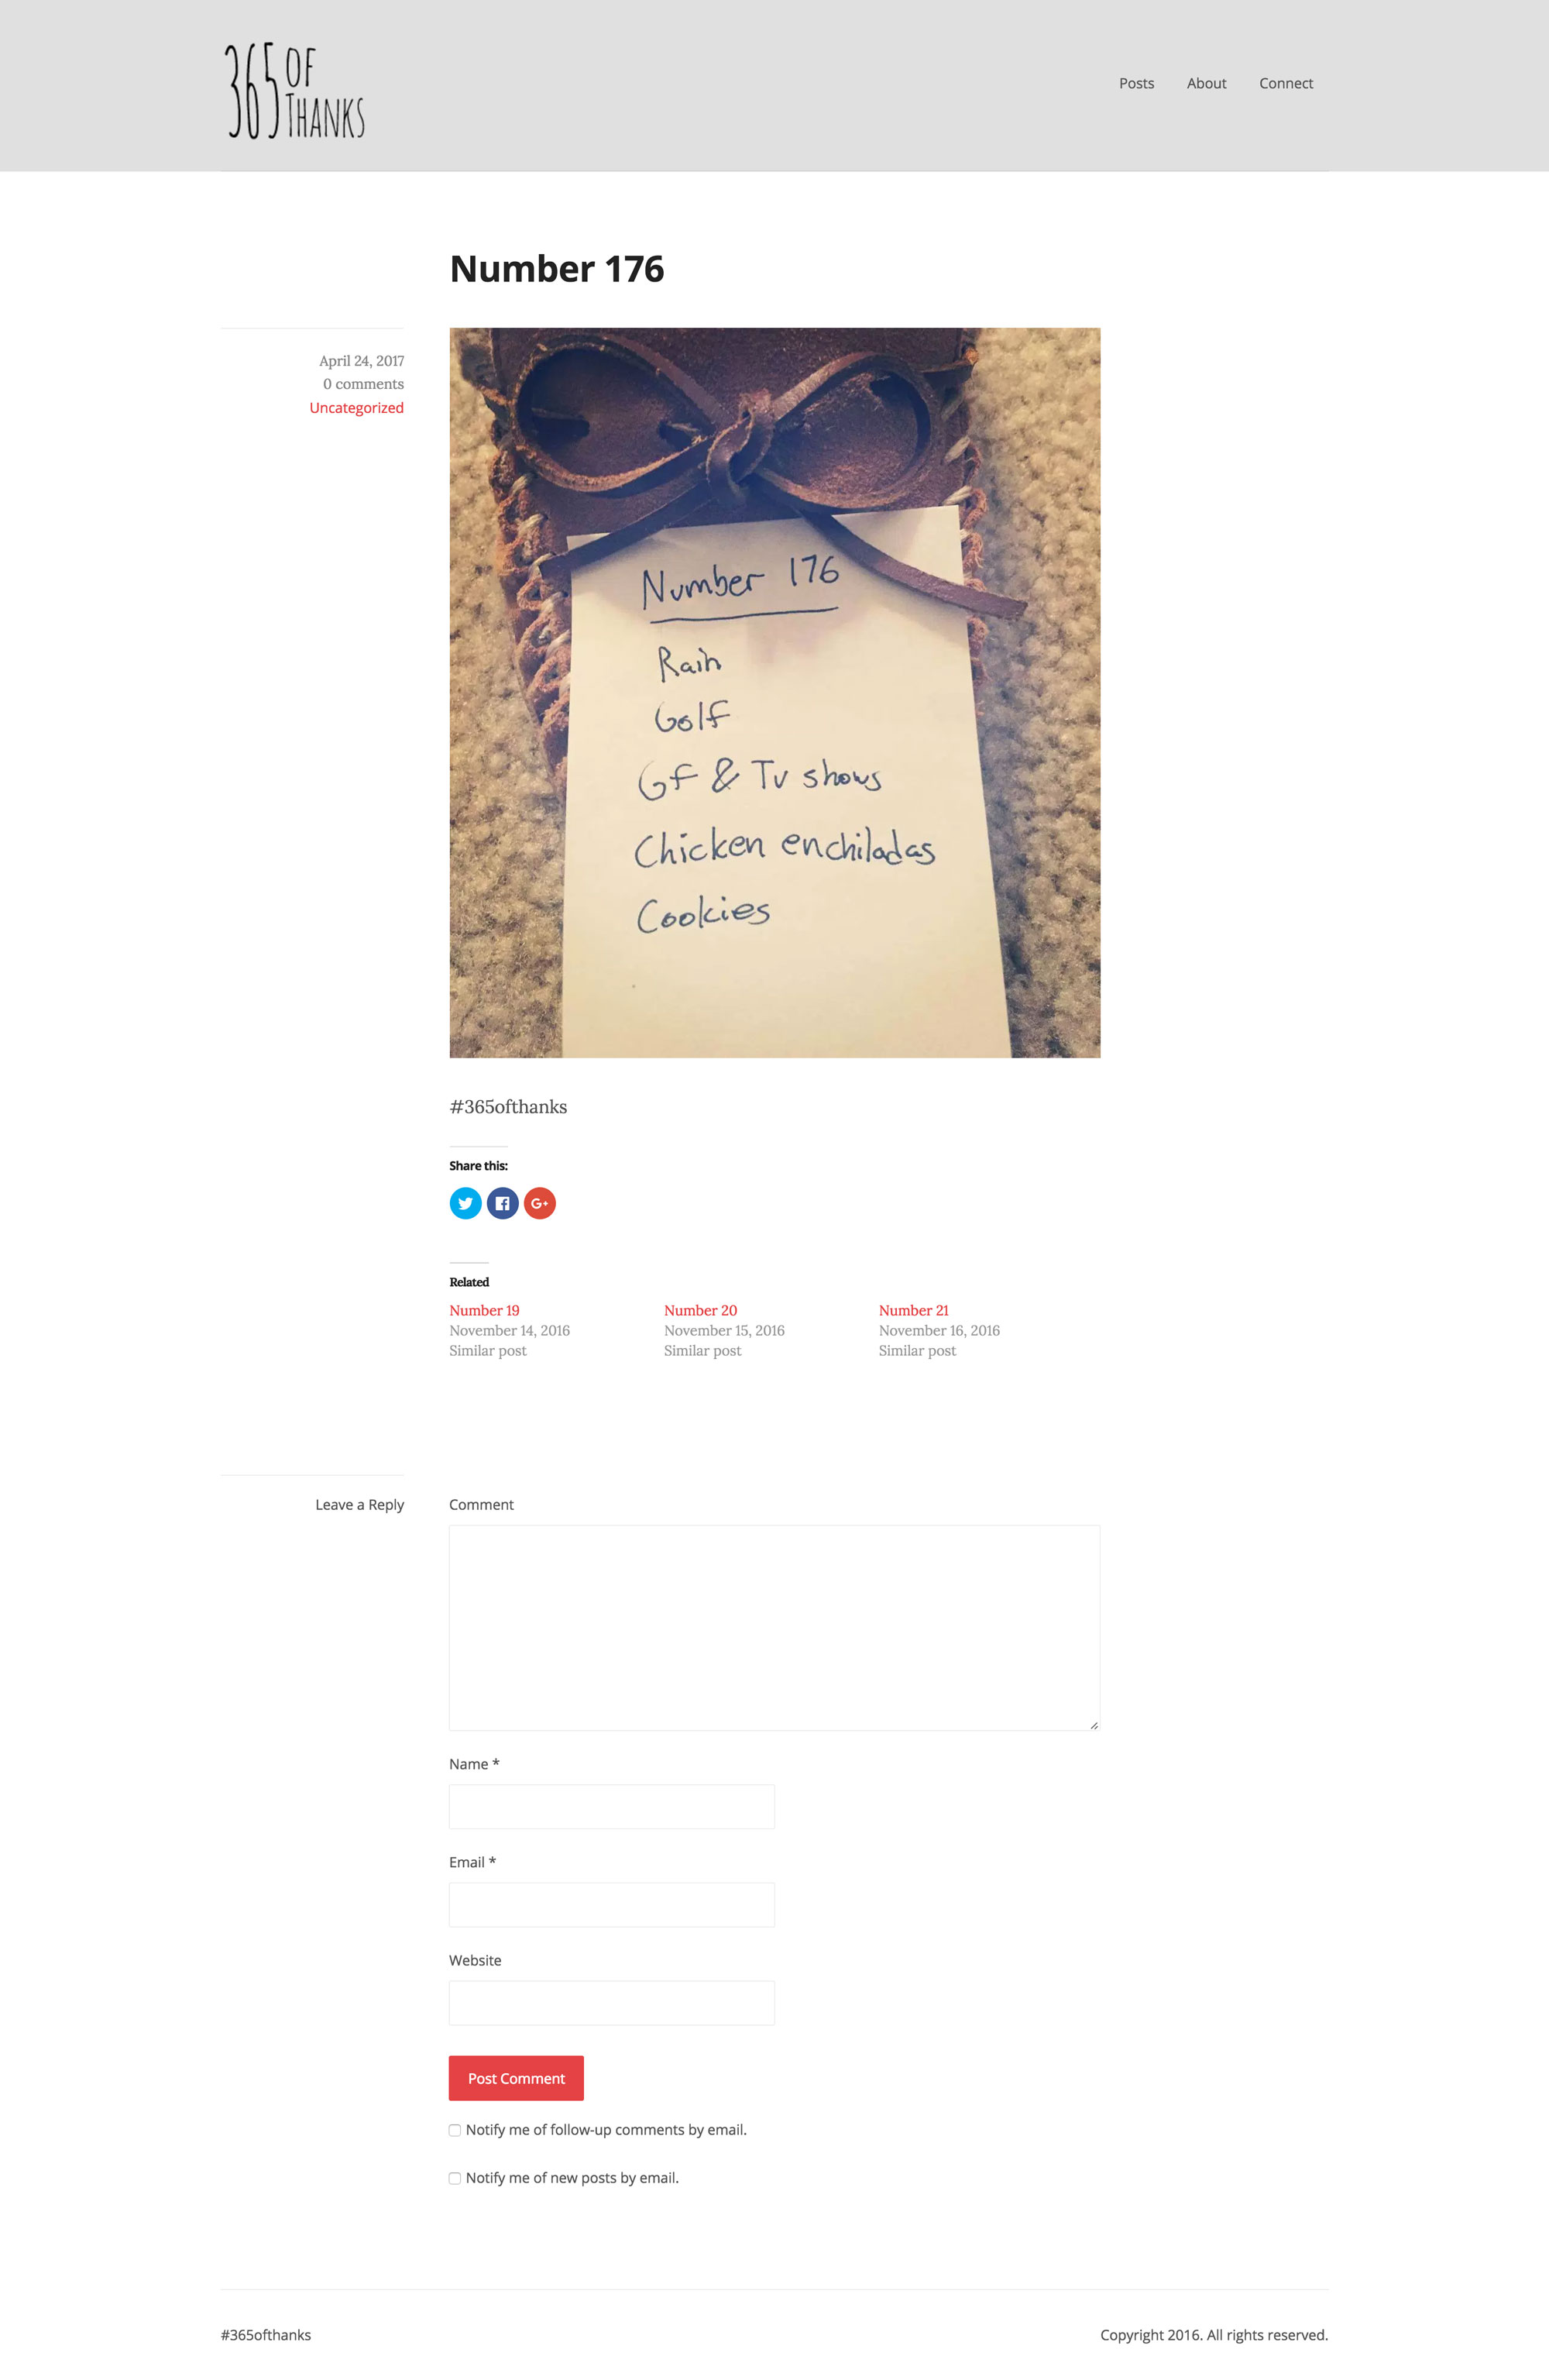 365 OF
THANKS
Posts About Connect
Number 176
April 24, 2017
0 comments
Uncategorized
Number 176
Rain
Golf
Gf & Tv shows
Chicken enchiladas
Cookies
#365ofthanks
Share this:
G+
Related
Number 19
November 14, 2016
Similar post
Number 20
November 15, 2016
Similar post
Number 21
November 16, 2016
Similar post
Leave a Reply
Comment
Name *
Email *
Website
Post Comment
Notify me of follow-up comments by email.
Notify me of new posts by email.
#365ofthanks
Copyright 2016. All rights reserved.